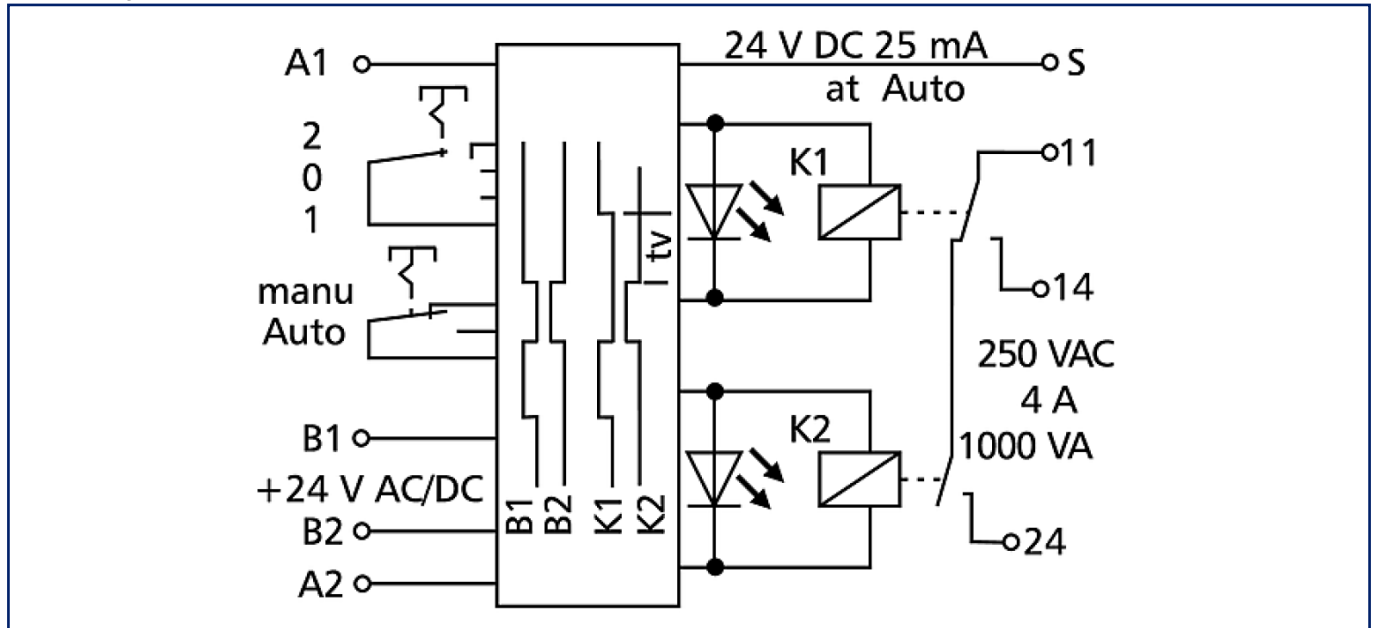 A1
24 V DC 25 mA
S
at Auto
2
0
1
K1
11
tv
manu
Auto
14
250 VAC
4 A
1000 VA
B1
K2
+24 V AC/DC
B2
B1
B2
K1
K2
24
A2